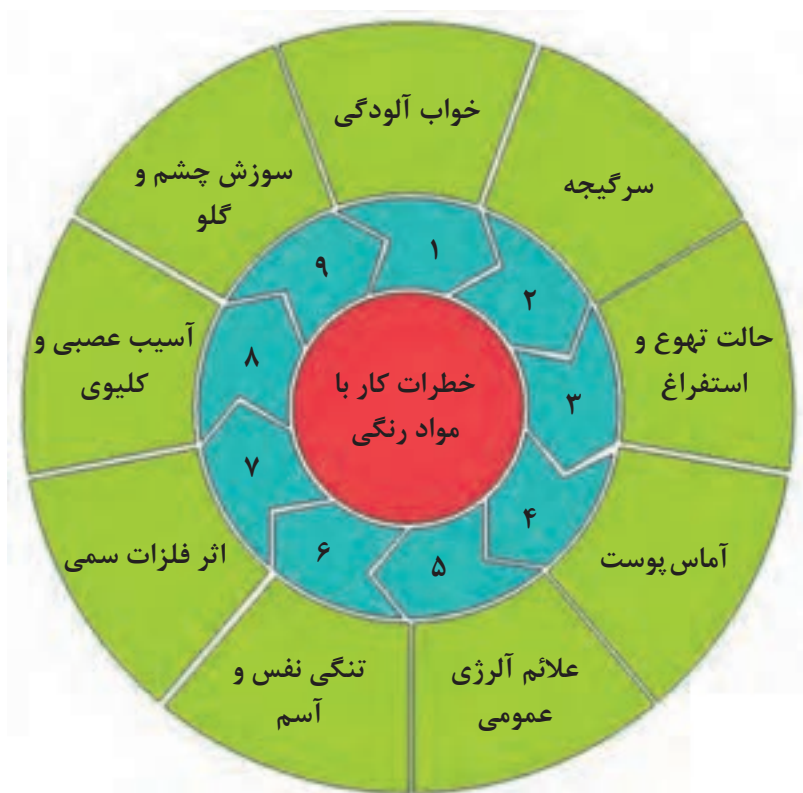 خطرات کار با
مواد رنگی
۱
خواب آلودگی
۲
سرگیجه
۳
حالت تهوع و
استفراغ
۴
آماس پوست
۵
علائم آلرژی
عمومی
۶
تنگی نفس و
آسم
۷
اثر فلزات سمی
۸
آسیب عصبی و
کلیوی
۹
سوزش چشم و
گلو